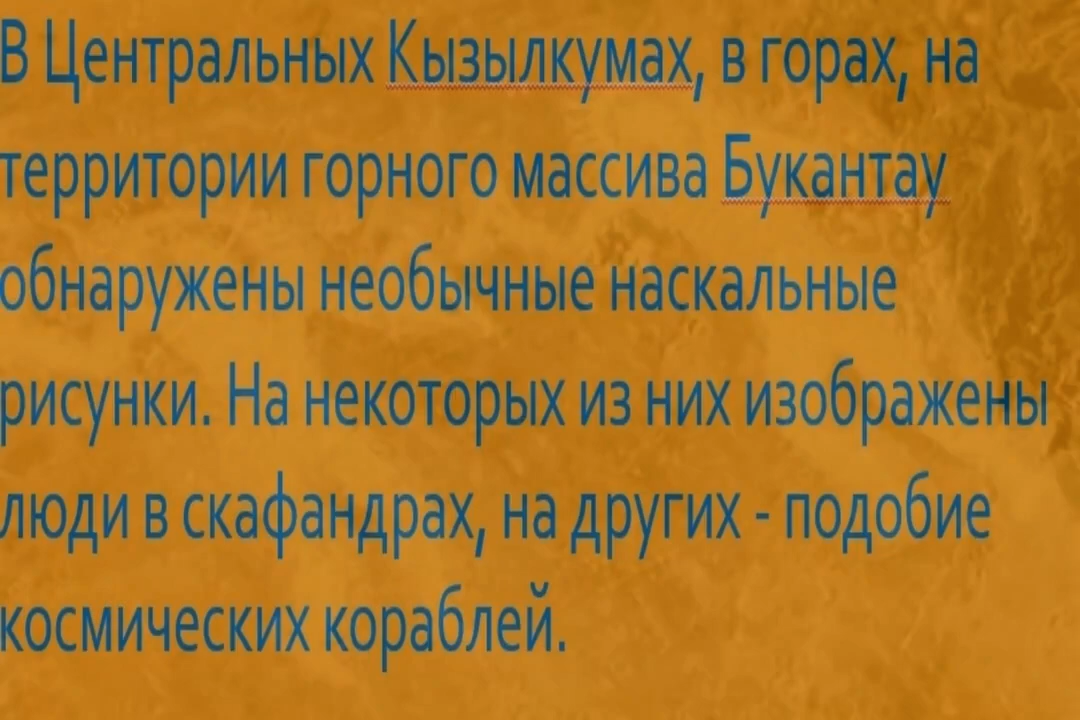 В Центральных Кызылкумах, в горах, на
территории горного массива Букантау
обнаружены необычные наскальные
рисунки. На некоторых из них изображены
люди в скафандрах, на других - подобие
космических кораблей.